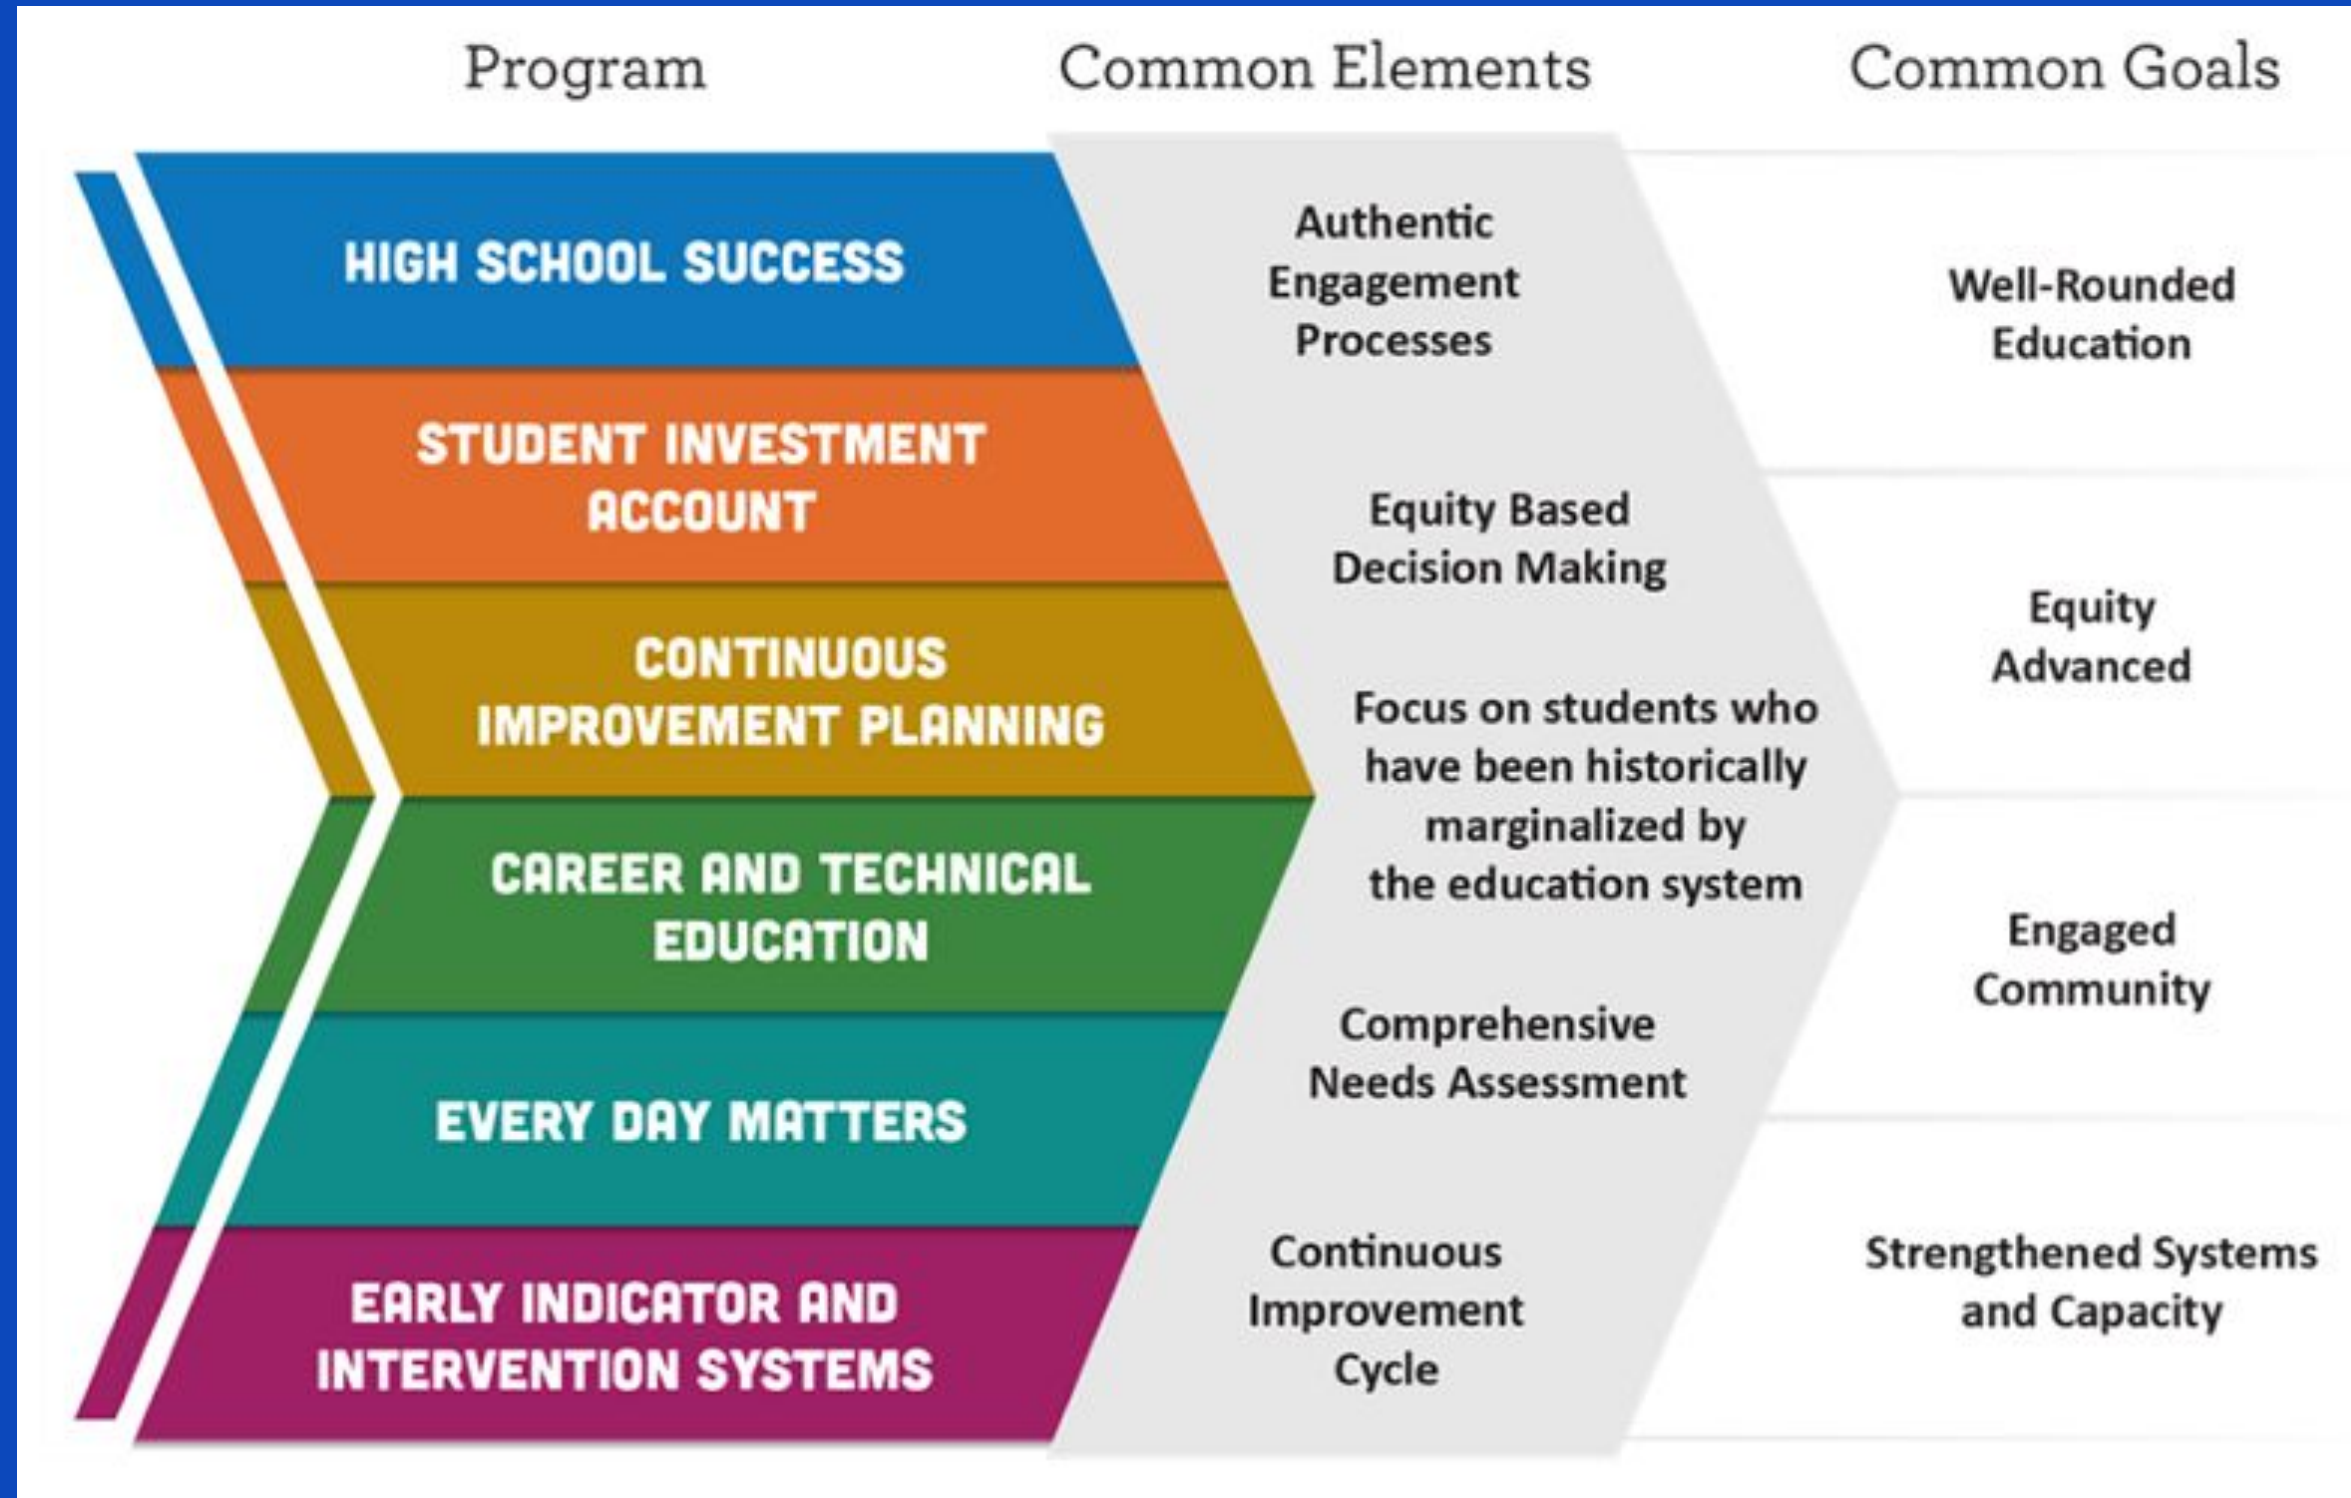 Program
Common Elements
Common Goals
HIGH SCHOOL SUCCESS
STUDENT INVESTMENT
ACCOUNT
CONTINUOUS
IMPROVEMENT PLANNING
CAREER AND TECHNICAL
EDUCATION
EVERY DAY MATTERS
EARLY INDICATOR AND
INTERVENTION SYSTEMS
Authentic
Engagement
Processes
Equity Based
Decision Making
Focus on students who
have been historically
marginalized by
the education system
Comprehensive
Needs Assessment
Continuous
Improvement
Cycle
Well-Rounded
Education
Equity
Advanced
Engaged
Community
Strengthened Systems
and Capacity